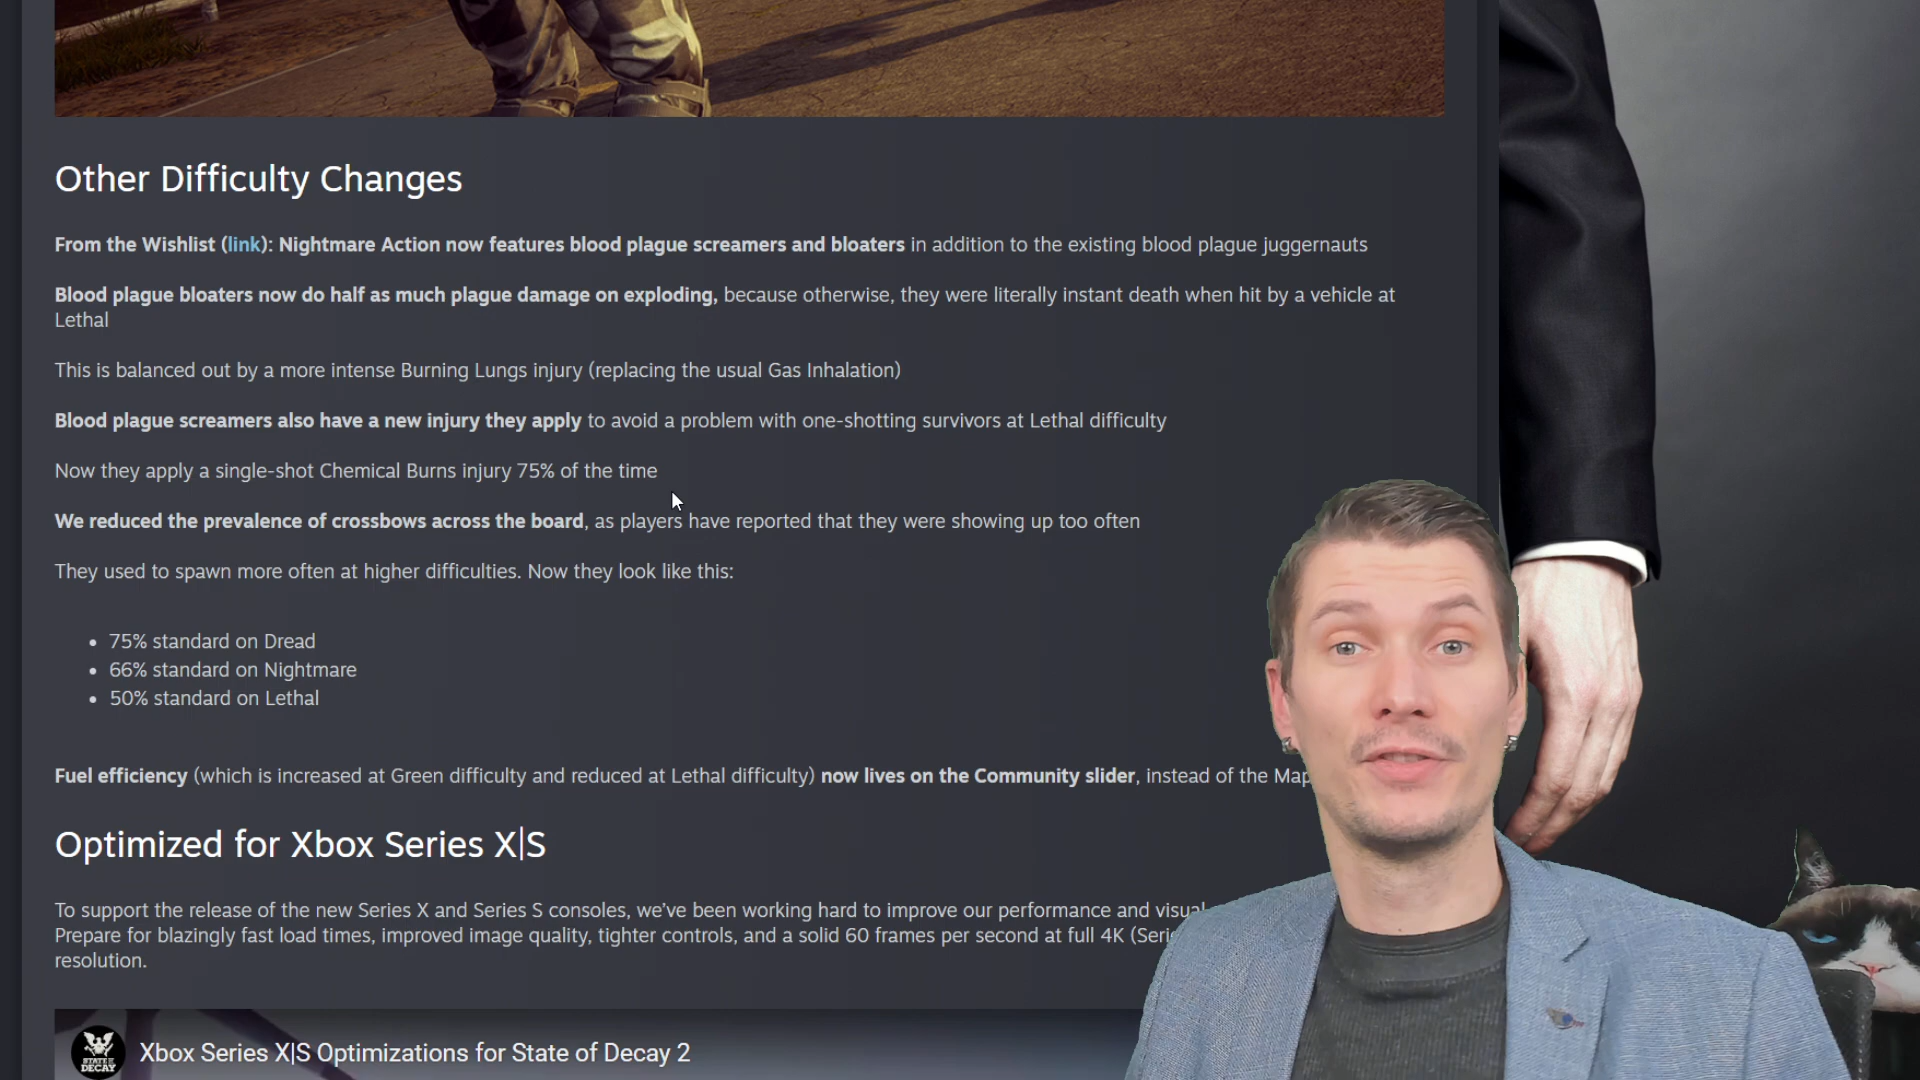 Other Difficulty Changes
From the Wishlist (link): Nightmare Action now features blood plague screamers and bloaters in addition to the existing blood plague juggernauts
Blood plague bloaters now do half as much plague damage on exploding, because otherwise, they were literally instant death when hit by a vehicle at
Lethal
This is balanced out by a more intense Burning Lungs injury (replacing the usual Gas Inhalation)
Blood plague screamers also have a new injury they apply to avoid a problem with one-shotting survivors at Lethal difficulty
Now they apply a single-shot Chemical Burns injury 75% of the time
We reduced the prevalence of crossbows across the board, as players have reported that they were showing up too often
They used to spawn more often at higher difficulties. Now they look like this:
• 75% standard on Dread
• 66% standard on Nightmare
• 50% standard on Lethal
Fuel efficiency (which is increased at Green difficulty and reduced at Lethal difficulty) now lives on the Community slider, instead of the Map
Optimized for Xbox Series X|S
To support the release of the new Series X and Series S consoles, we've been working hard to improve our performance and visual
Prepare for blazingly fast load times, improved image quality, tighter controls, and a solid 60 frames per second at full 4K (Seri
resolution.
STATE OF
DECAY
Xbox Series X|S Optimizations for State of Decay 2